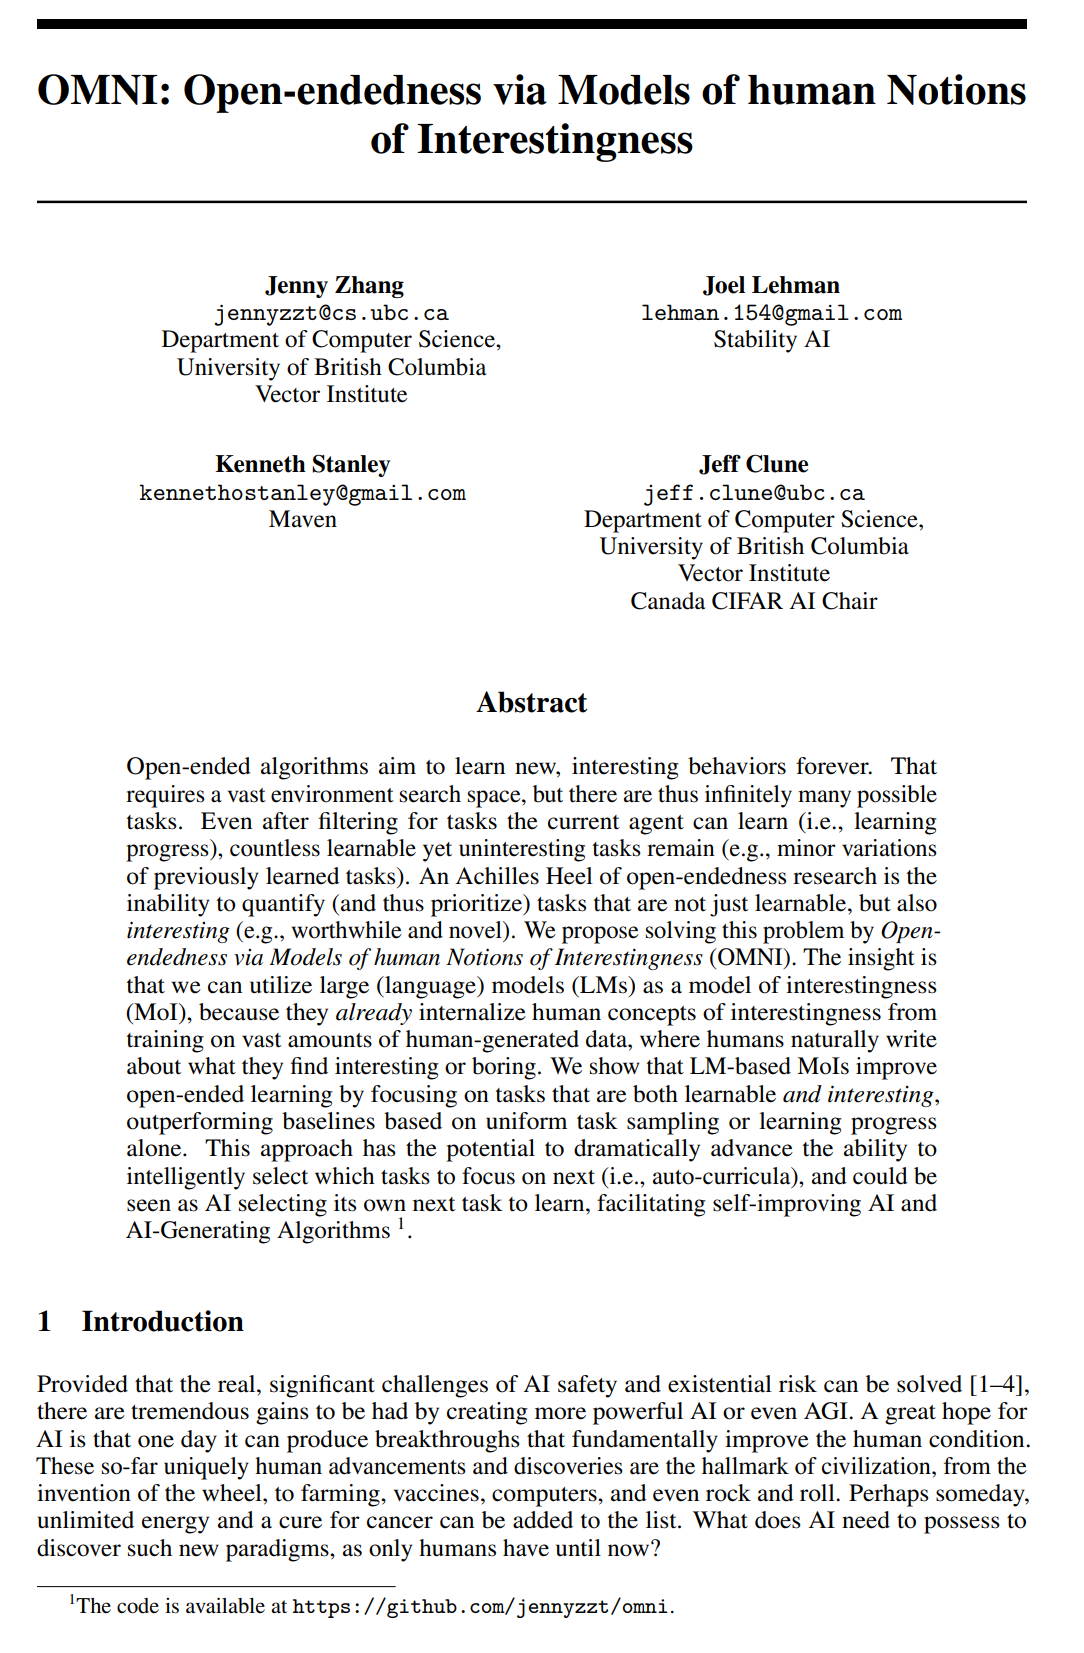 OMNI: Open-endedness via Models of human Notions
of Interestingness
Jenny Zhang
jennyzzt@cs.ubc.ca
Department of Computer Science,
University of British Columbia
Vector Institute
Joel Lehman
lehman.154@gmail.com
Stability AI
Kenneth Stanley
kennethostanley@gmail.com
Maven
Jeff Clune
jeff.clune@ubc.ca
Department of Computer Science,
University of British Columbia
Vector Institute
Canada CIFAR AI Chair
Abstract
Open-ended algorithms aim to learn new, interesting behaviors forever. That
requires a vast environment search space, but there are thus infinitely many possible
tasks. Even after filtering for tasks the current agent can learn (i.e., learning
progress), countless learnable yet uninteresting tasks remain (e.g., minor variations
of previously learned tasks). An Achilles Heel of open-endedness research is the
inability to quantify (and thus prioritize) tasks that are not just learnable, but also
interesting (e.g., worthwhile and novel). We propose solving this problem by Open-
endedness via Models of human Notions of Interestingness (OMNI). The insight is
that we can utilize large (language) models (LMs) as a model of interestingness
(MoI), because they already internalize human concepts of interestingness from
training on vast amounts of human-generated data, where humans naturally write
about what they find interesting or boring. We show that LM-based MoIs improve
open-ended learning by focusing on tasks that are both learnable and interesting,
outperforming baselines based on uniform task sampling or learning progress
alone. This approach has the potential to dramatically advance the ability to
intelligently select which tasks to focus on next (i.e., auto-curricula), and could be
seen as AI selecting its own next task to learn, facilitating self-improving AI and
AI-Generating Algorithms 1.
1 Introduction
Provided that the real, significant challenges of AI safety and existential risk can be solved [1–4],
there are tremendous gains to be had by creating more powerful AI or even AGI. A great hope for
AI is that one day it can produce breakthroughs that fundamentally improve the human condition.
These so-far uniquely human advancements and discoveries are the hallmark of civilization, from the
invention of the wheel, to farming, vaccines, computers, and even rock and roll. Perhaps someday,
unlimited energy and a cure for cancer can be added to the list. What does AI need to possess to
discover such new paradigms, as only humans have until now?
1The code is available at https://github.com/jennyzzt/omni.